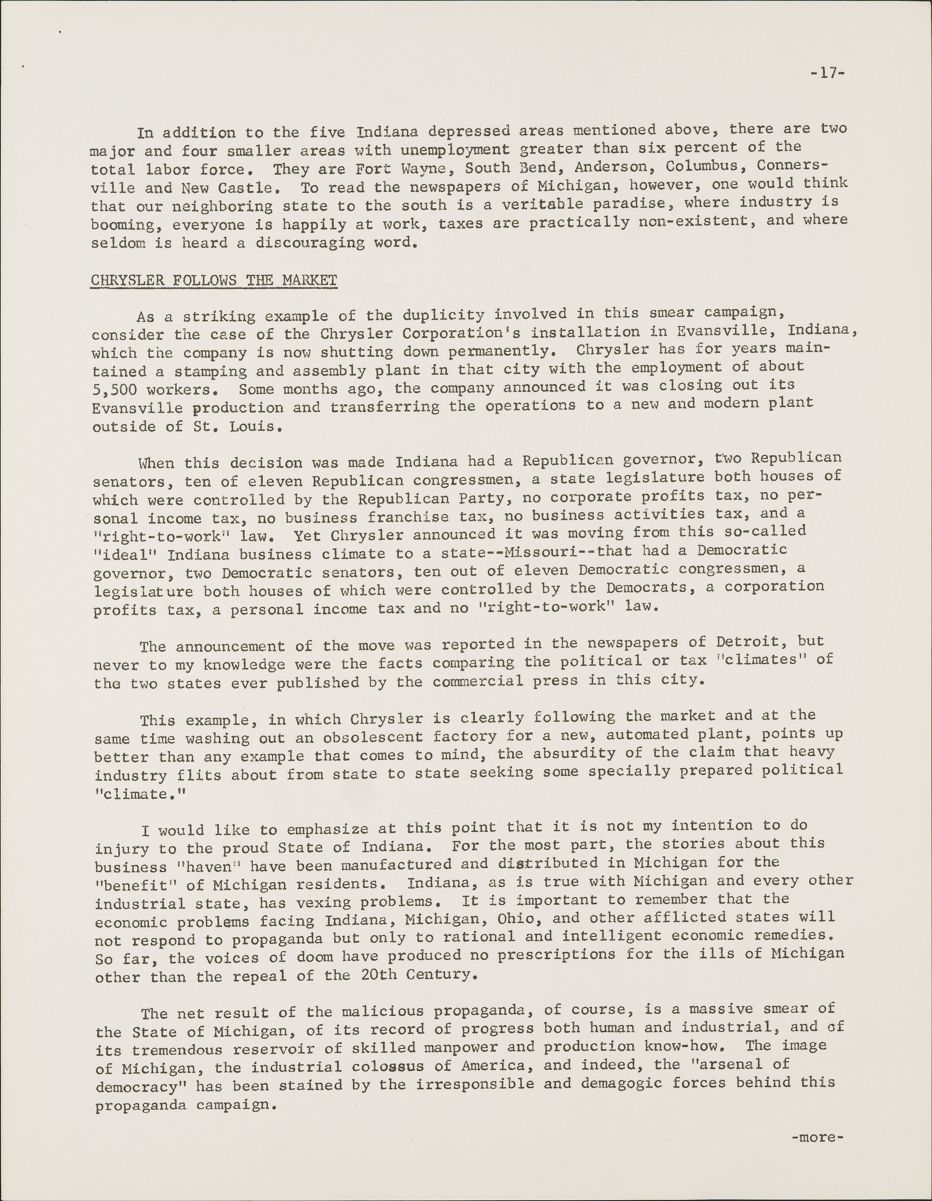 -17-
In addition to the five Indiana depressed areas mentioned above, there are two
major and four smaller areas with unemployment greater than six percent of the
total labor force. They are Fort Wayne, South Bend, Anderson, Columbus, Conners-
ville and New Castle. To read the newspapers of Michigan, however, one would think
that our neighboring state to the south is a veritable paradise, where industry is
booming, everyone is happily at work, taxes are practically non-existent, and where
seldom is heard a discouraging word.
CHRYSLER FOLLOWS THE MARKET
As a striking example of the duplicity involved in this smear campaign,
consider the case of the Chrysler Corporation's installation in Evansville, Indiana,
which the company is now shutting down permanently. Chrysler has for years main-
tained a stamping and assembly plant in that city with the employment of about
5,500 workers. Some months ago, the company announced it was closing out its
Evansville production and transferring the operations to a new and modern plant
outside of St. Louis.
When this decision was made Indiana had a Republican governor, two Republican
senators, ten of eleven Republican congressmen, a state legislature both houses of
which were controlled by the Republican Party, no corporate profits tax, no per-
sonal income tax, no business franchise tax, no business activities tax, and a
"right-to-work" law. Yet Chrysler announced it was moving from this so-called
"ideal" Indiana business climate to a state--Missouri--that had a Democratic
governor, two Democratic senators, ten out of eleven Democratic congressmen, a
legislature both houses of which were controlled by the Democrats, a corporation
profits tax, a personal income tax and no "right-to-work" law.
The announcement of the move was reported in the newspapers of Detroit, but
never to my knowledge were the facts comparing the political or tax "climates" of
the two states ever published by the commercial press in this city.
This example, in which Chrysler is clearly following the market and at the
same time washing out an obsolescent factory for a new, automated plant, points up
better than any example that comes to mind, the absurdity of the claim that heavy
industry flits about from state to state seeking some specially prepared political
"climate."
I would like to emphasize at this point that it is not my intention to do
injury to the proud State of Indiana. For the most part, the stories about this
business "haven" have been manufactured and distributed in Michigan for the
"benefit" of Michigan residents. Indiana, as is true with Michigan and every other
industrial state, has vexing problems. It is important to remember that the
economic problems facing Indiana, Michigan, Ohio, and other afflicted states will
not respond to propaganda but only to rational and intelligent economic remedies.
So far, the voices of doom have produced no prescriptions for the ills of Michigan
other than the repeal of the 20th Century.
The net result of the malicious propaganda, of course, is a massive smear of
the State of Michigan, of its record of progress both human and industrial, and of
its tremendous reservoir of skilled manpower and production know-how. The image
of Michigan, the industrial colossus of America, and indeed, the "arsenal of
democracy" has been stained by the irresponsible and demagogic forces behind this
propaganda campaign.
-more-